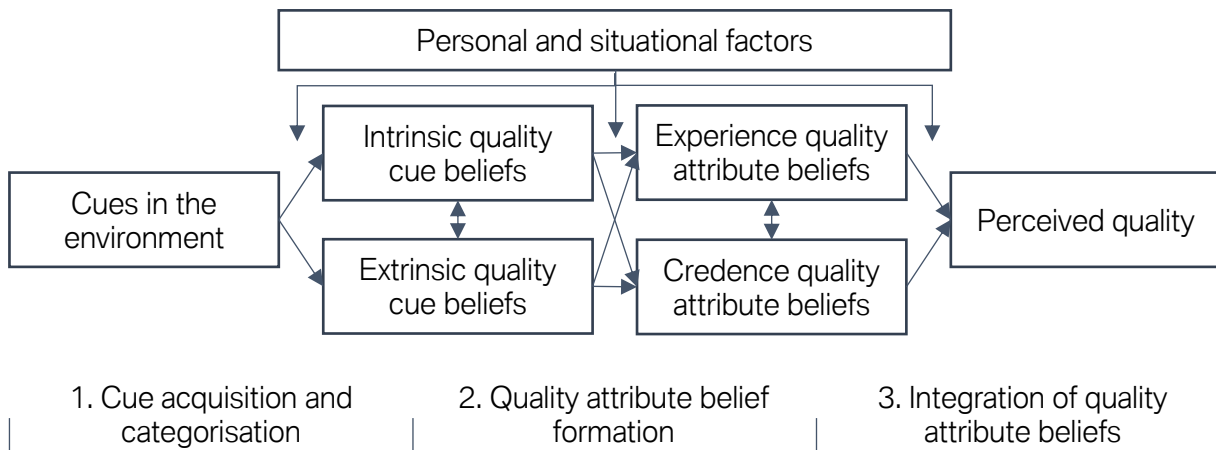 Personal and situational factors
Intrinsic quality
cue beliefs
Experience quality
attribute beliefs
Cues in the
environment
Perceived quality
Extrinsic quality
cue beliefs
Credence quality
attribute beliefs
1. Cue acquisition and
categorisation
2. Quality attribute belief
formation
3. Integration of quality
attribute beliefs